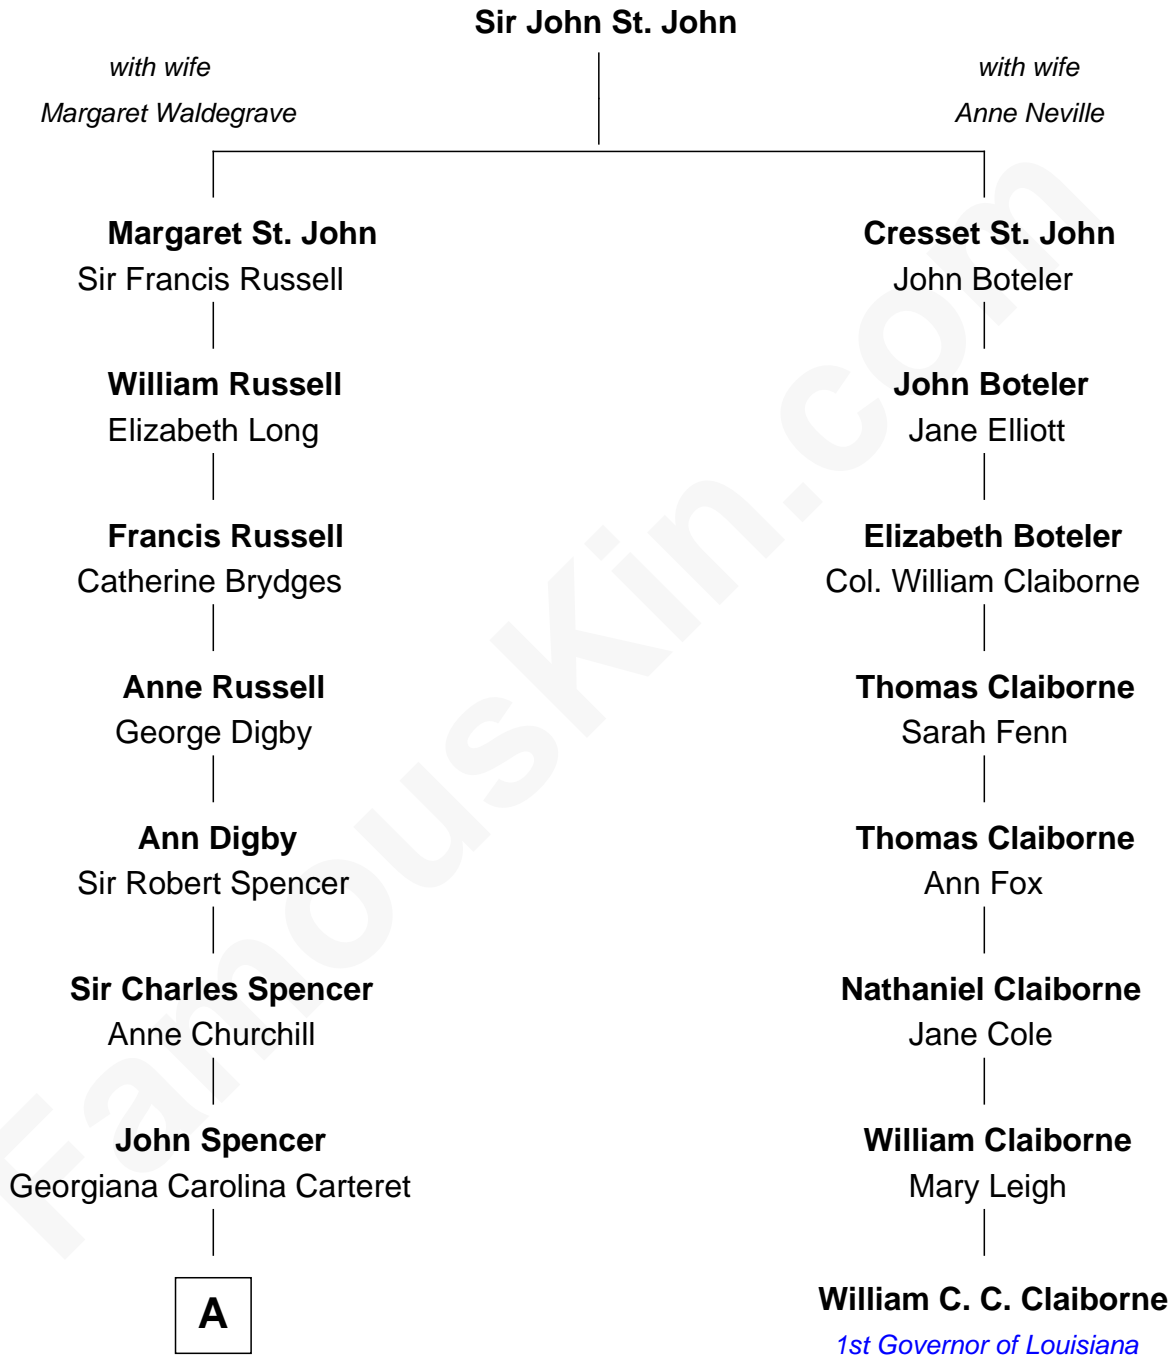 Sir John St. John
with wife
Margaret Waldegrave
with wife
Anne Neville
Margaret St. John
Sir Francis Russell
William Russell
Elizabeth Long
Francis Russell
Catherine Brydges
Anne Russell
George Digby
Ann Digby
Sir Robert Spencer
Sir Charles Spencer
Anne Churchill
John Spencer
Georgiana Carolina Carteret
A
Cresset St. John
John Boteler
John Boteler
Jane Elliott
Elizabeth Boteler
Col. William Claiborne
Thomas Claiborne
Sarah Fenn
Thomas Claiborne
Ann Fox
Nathaniel Claiborne
Jane Cole
William Claiborne
Mary Leigh
William C. C. Claiborne
1st Governor of Louisiana
FamousKin.com